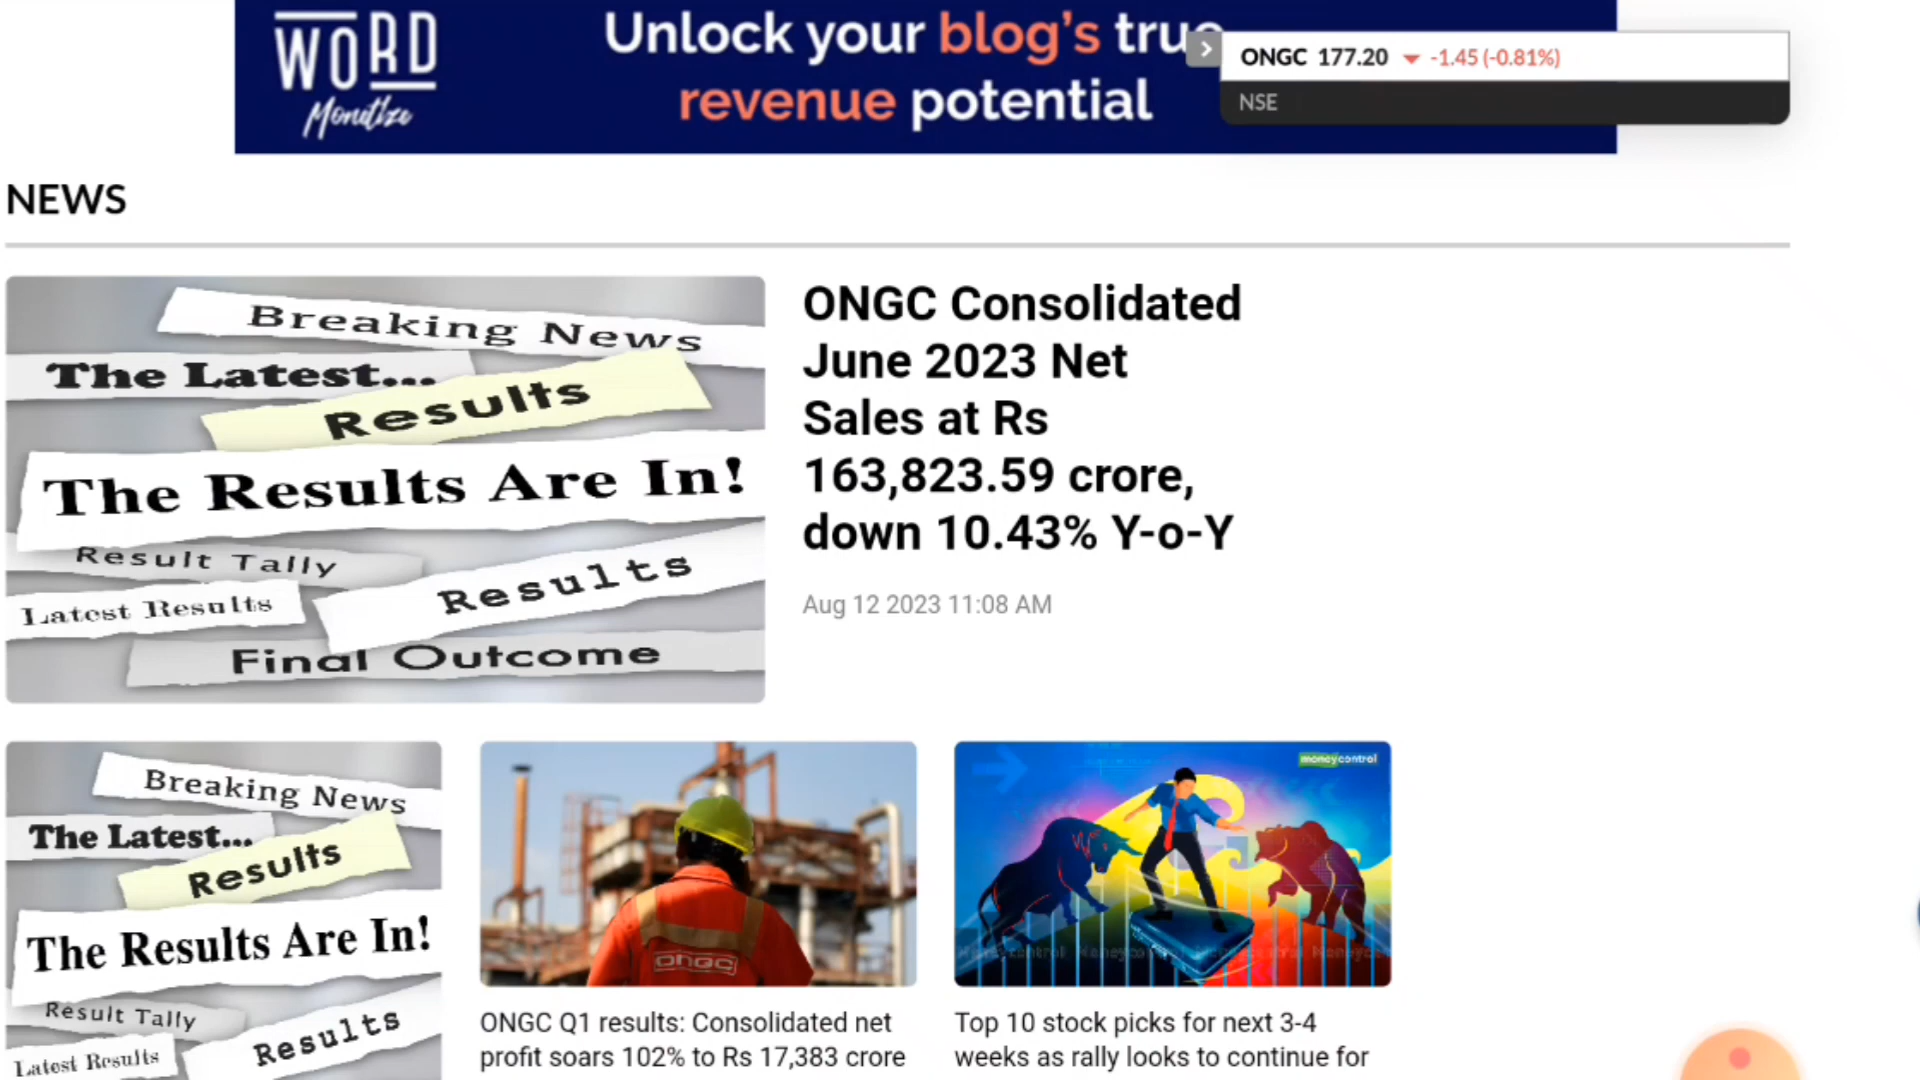 WORD
Monetize
Unlock your blog's true
revenue potential
ONGC 177.20 -1.45 (-0.81%)
NSE
NEWS
Breaking News
The Latest...
Results
The Results Are In!
Result Tally
Results
Latest Results
Final Outcome
ONGC Consolidated
June 2023 Net
Sales at Rs
163,823.59 crore,
down 10.43% Y-o-Y
Aug 12 2023 11:08 AM
Breaking News
The Latest...
Results
The Results Are In!
Result Tally
Results
Latest Results
ongc
ONGC Q1 results: Consolidated net
profit soars 102% to Rs 17,383 crore
moneycontrol
Top 10 stock picks for next 3-4
weeks as rally looks to continue for